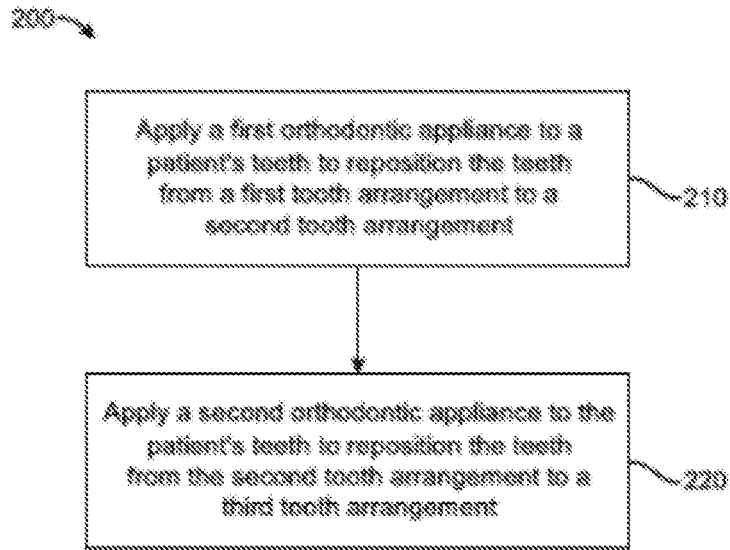 200
Apply a first orthodontic appliance to a
patient's teeth to reposition the teeth
from a first tooth arrangement to a
second tooth arrangement
210
Apply a second orthodontic appliance to the
patient's teeth to reposition the teeth
from the second tooth arrangement to a
third tooth arrangement
220